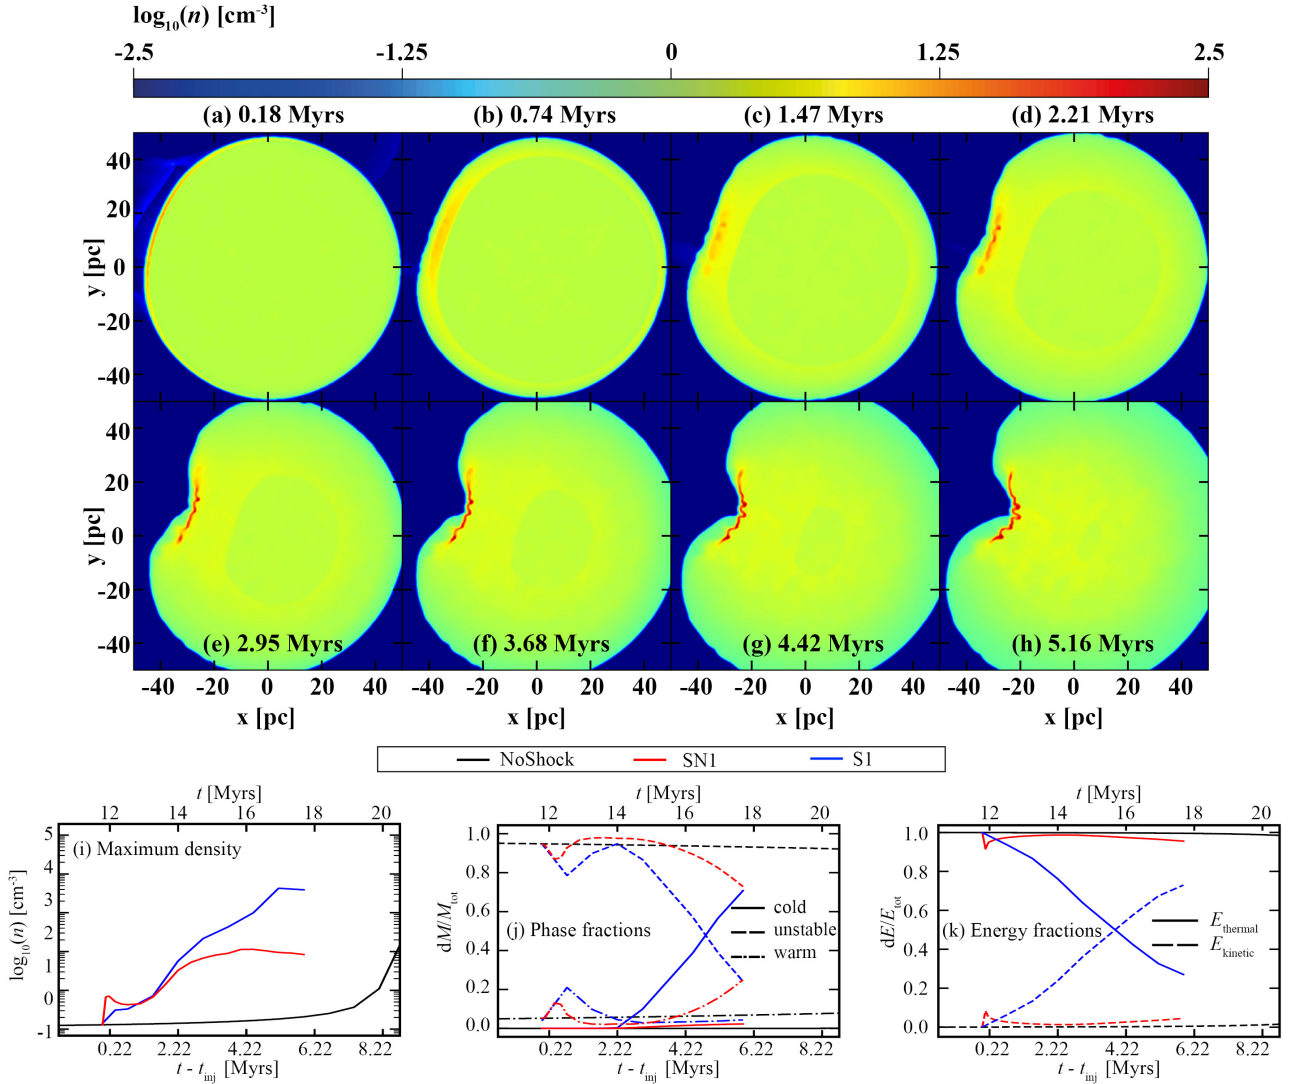 log10(n) [cm-3]
-2.5 -1.25 0 1.25 2.5
(a) 0.18 Myrs (b) 0.74 Myrs (c) 1.47 Myrs (d) 2.21 Myrs
40
20
0
-20
-40
y [pc]
40
20
0
-20
-40
y [pc]
(e) 2.95 Myrs (f) 3.68 Myrs (g) 4.42 Myrs (h) 5.16 Myrs
-40 -20 0 20 40 -40 -20 0 20 40 -40 -20 0 20 40 -40 -20 0 20 40
x [pc] x [pc] x [pc] x [pc]
NoShock SN1 S1
t [Myrs]
12 14 16 18 20
(i) Maximum density
log10(n) [cm-3]
5
4
3
2
1
0
-1
0.22 2.22 4.22 6.22 8.22
t - tinj [Myrs]
t [Myrs]
12 14 16 18 20
dM/Mtot
1.0
0.8
0.6
0.4
0.2
0.0
(j) Phase fractions
cold
unstable
warm
0.22 2.22 4.22 6.22 8.22
t - tinj [Myrs]
t [Myrs]
12 14 16 18 20
dE/Etot
1.0
0.8
0.6
0.4
0.2
0.0
(k) Energy fractions
Ethermal
Ekinetic
0.22 2.22 4.22 6.22 8.22
t - tinj [Myrs]